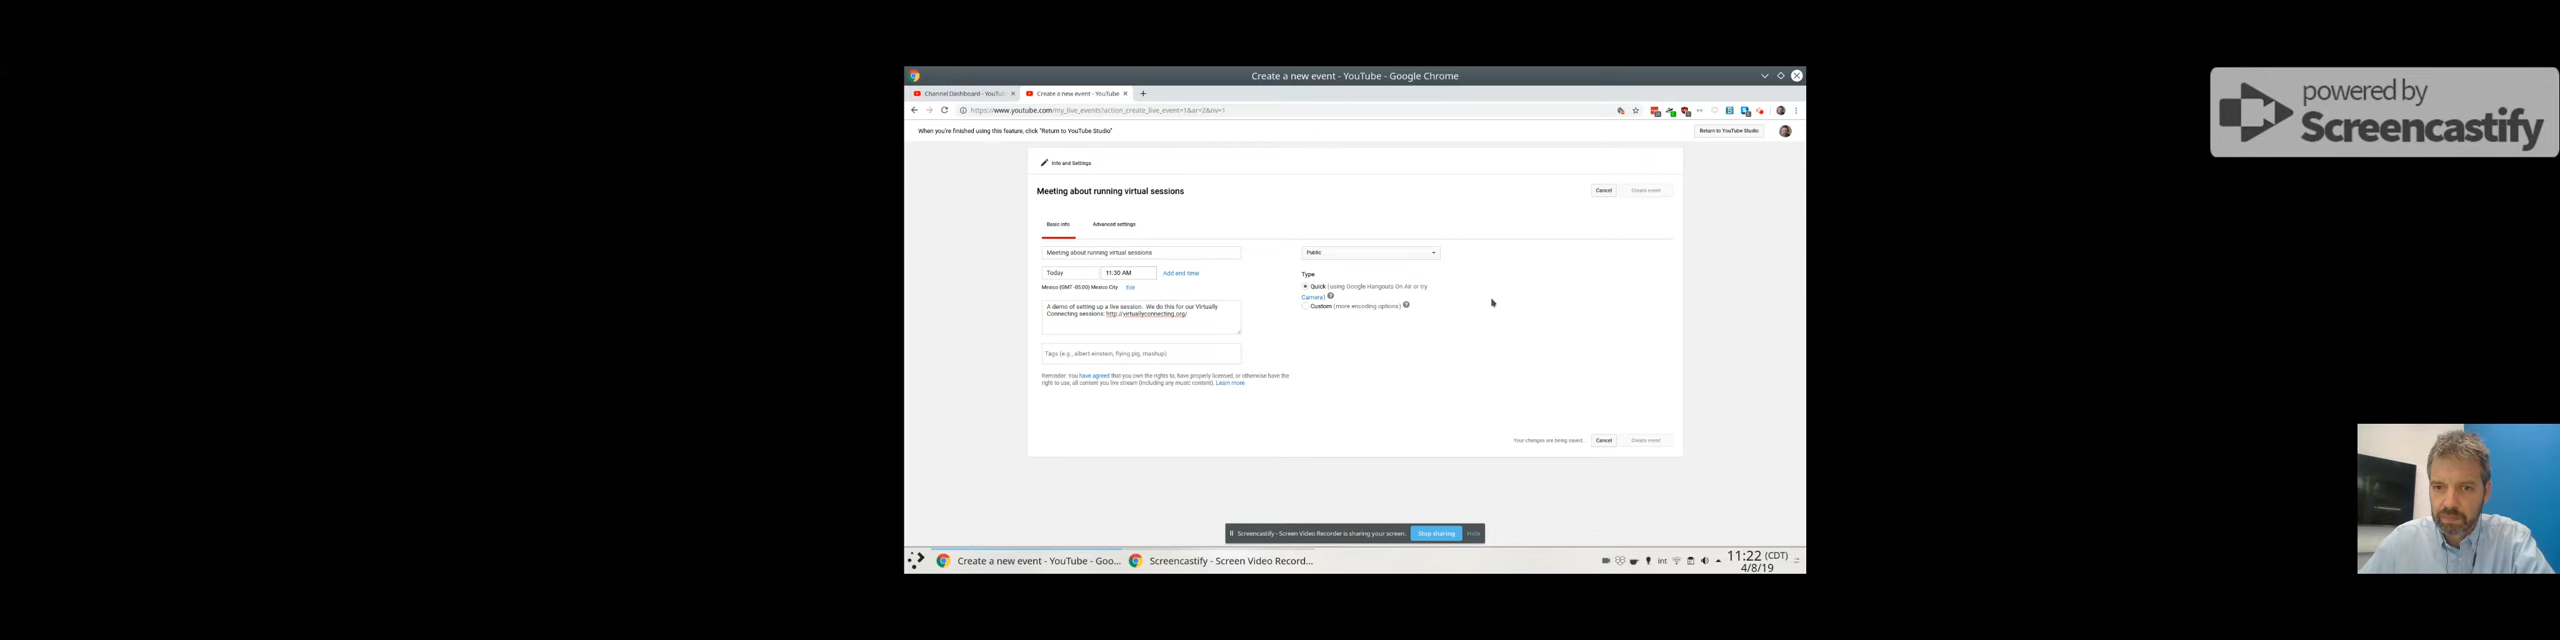 Create a new event - YouTube - Google Chrome
Channel Dashboard - YouTub
Create a new event - YouTube
https://www.youtube.com/my_live_events?action_create_live_event=1&ar=2&nv=1
When you're finished using this feature, click "Return to YouTube Studio"
Return to YouTube Studio
Info and Settings
Meeting about running virtual sessions
Cancel
Create event
Basic info
Advanced settings
Meeting about running virtual sessions
Public
Today
11:30 AM
Add end time
Mexico (GMT -05:00) Mexico City
Edit
Type
Quick (using Google Hangouts On Air or try
Camera)
Custom (more encoding options)
A demo of setting up a live session. We do this for our Virtually
Connecting sessions: http://virtuallyconnecting.org/
Tags (e.g., albert einstein, flying pig, mashup)
Reminder: You have agreed that you own the rights to, have properly licensed, or otherwise have the
right to use, all content you live stream (including any music content). Learn more
Your changes are being saved.
Cancel
Create event
Screencastify - Screen Video Recorder is sharing your screen.
Stop sharing
Hide
Create a new event - YouTube - Goo...
Screencastify - Screen Video Record...
int
11:22 (CDT)
4/8/19
powered by
Screencastify